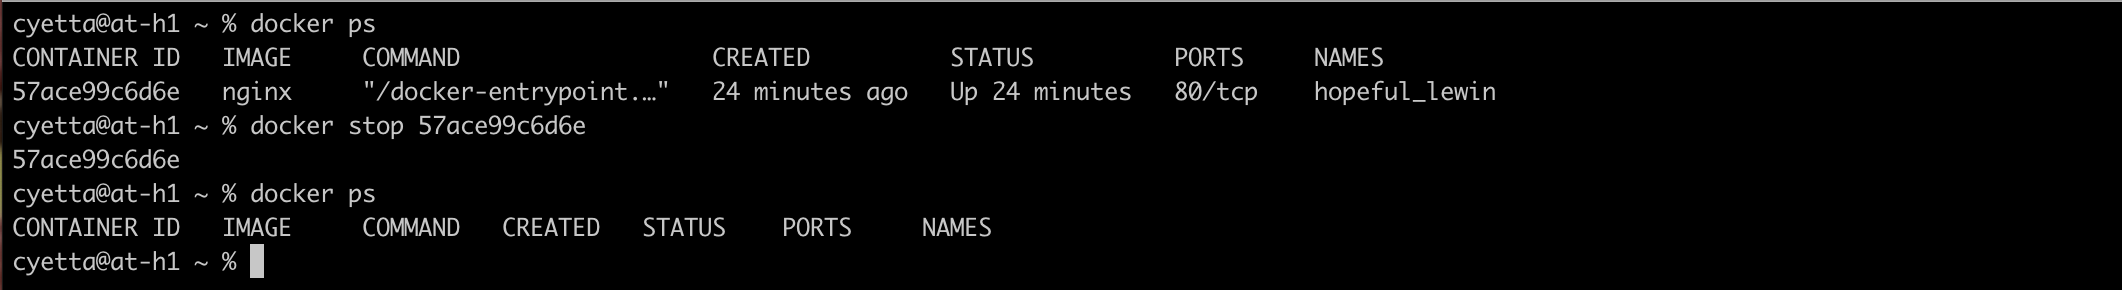 cyetta@at-h1 ~ % docker ps
CONTAINER ID   IMAGE     COMMAND                  CREATED          STATUS          PORTS     NAMES
57ace99c6d6e   nginx     "/docker-entrypoint.…"   24 minutes ago   Up 24 minutes   80/tcp    hopeful_lewin
cyetta@at-h1 ~ % docker stop 57ace99c6d6e
57ace99c6d6e
cyetta@at-h1 ~ % docker ps
CONTAINER ID   IMAGE     COMMAND   CREATED   STATUS    PORTS     NAMES
cyetta@at-h1 ~ %